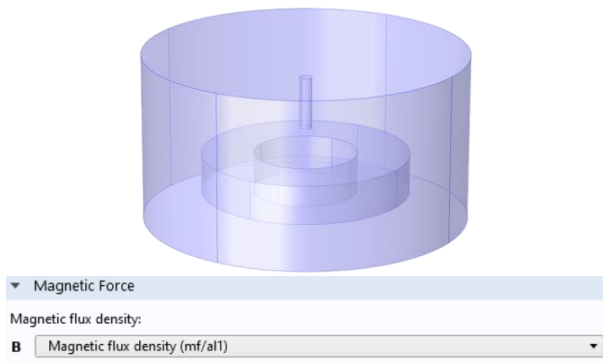 Magnetic Force
Magnetic flux density:
B Magnetic flux density (mf/al1)